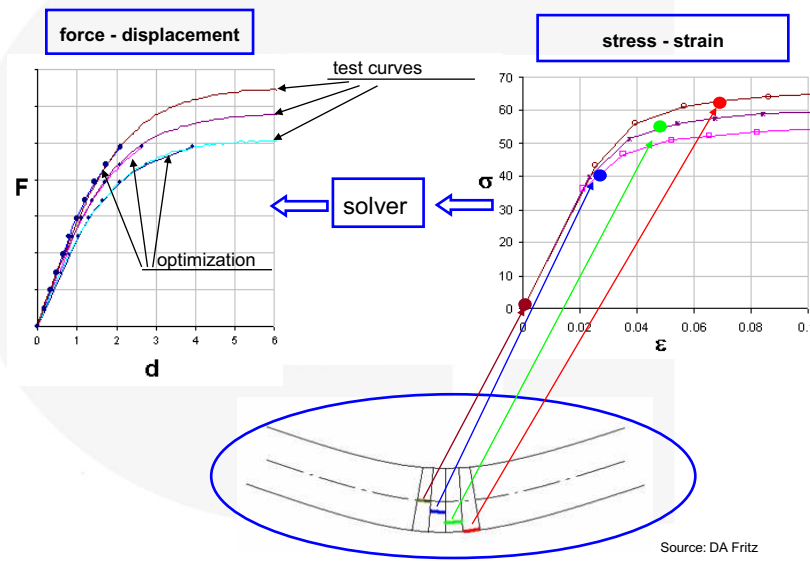 force - displacement
stress - strain
test curves
F
optimization
0 1 2 3 4 5 6
d
solver
70
60
50
σ
40
30
20
10
0
0 0.02 0.04 0.06 0.08 0.
ε
Source: DA Fritz